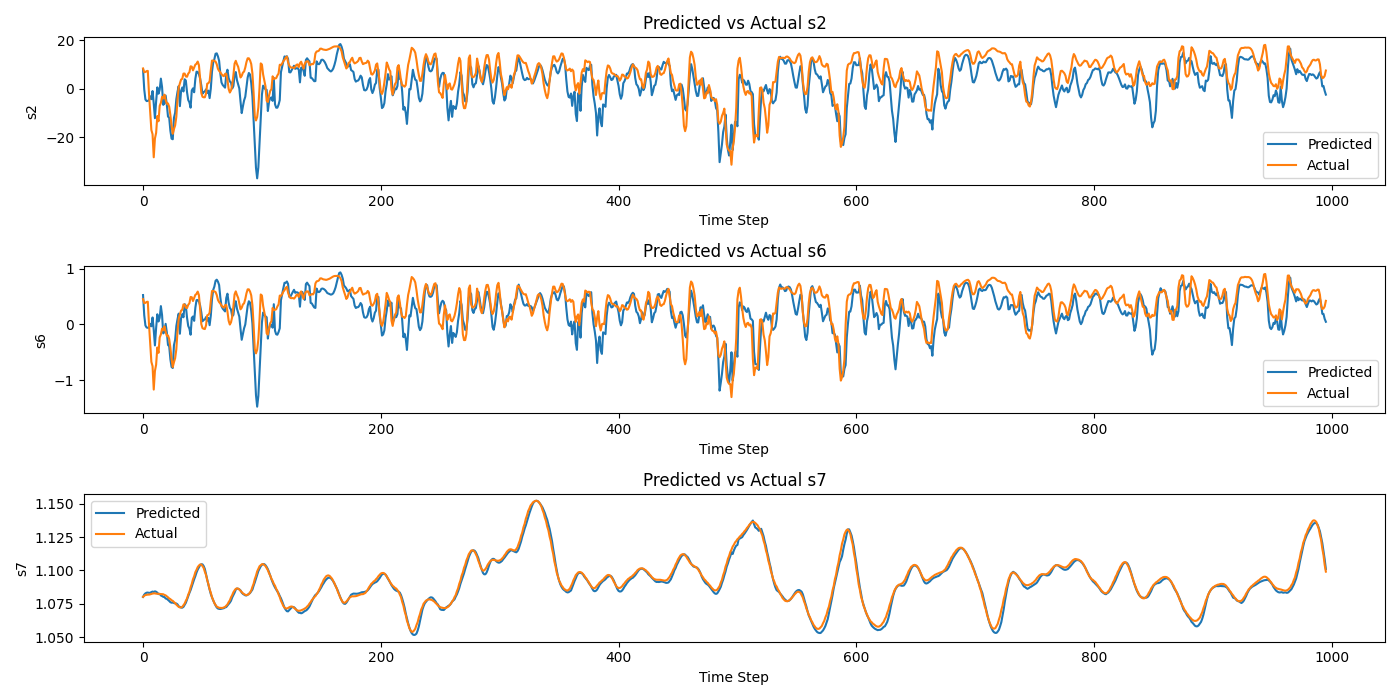 Predicted vs Actual s2
20
0
−20
s2
Predicted
Actual
0 200 400 600 800 1000
Time Step
Predicted vs Actual s6
1
0
−1
s6
Predicted
Actual
0 200 400 600 800 1000
Time Step
Predicted vs Actual s7
1.150
1.125
1.100
1.075
1.050
s7
Predicted
Actual
0 200 400 600 800 1000
Time Step